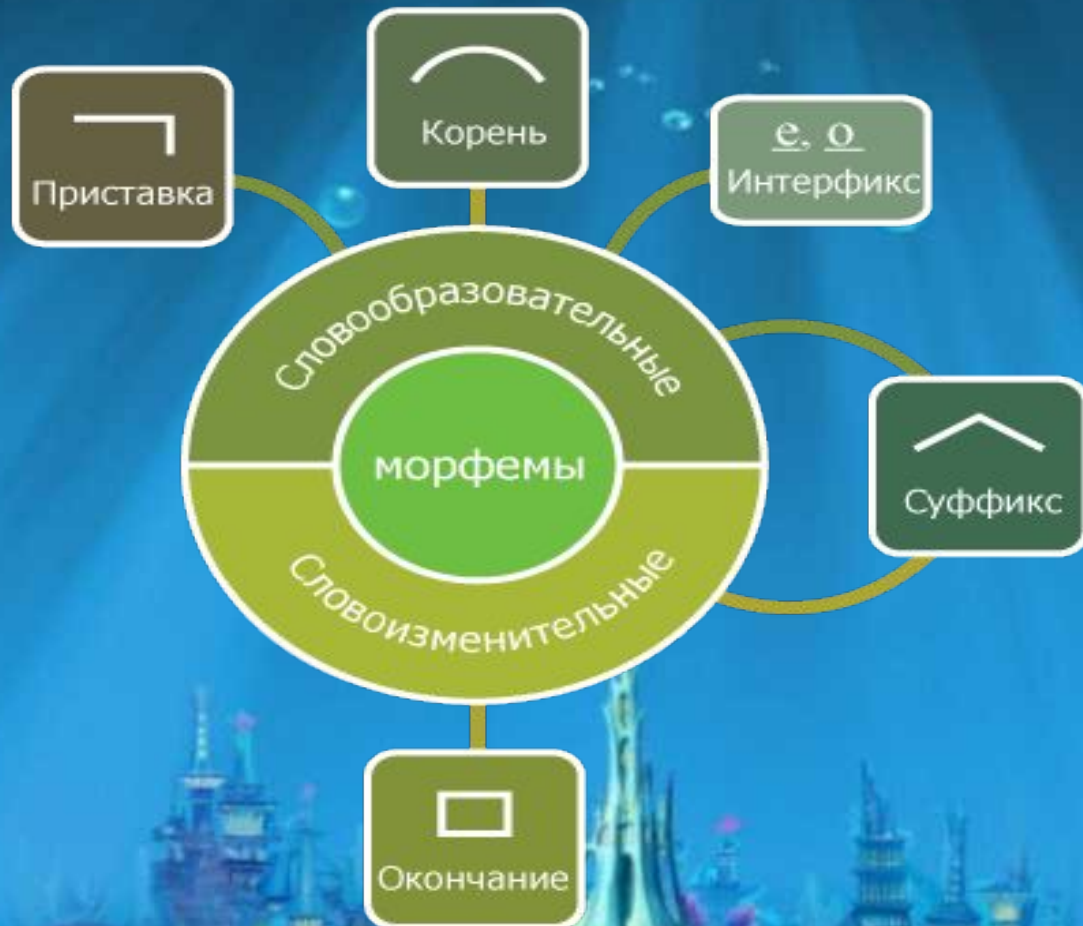 Корень
Приставка
е, о
Интерфикс
Словообразовательные
морфемы
Суффикс
Словоизменительные
Окончание